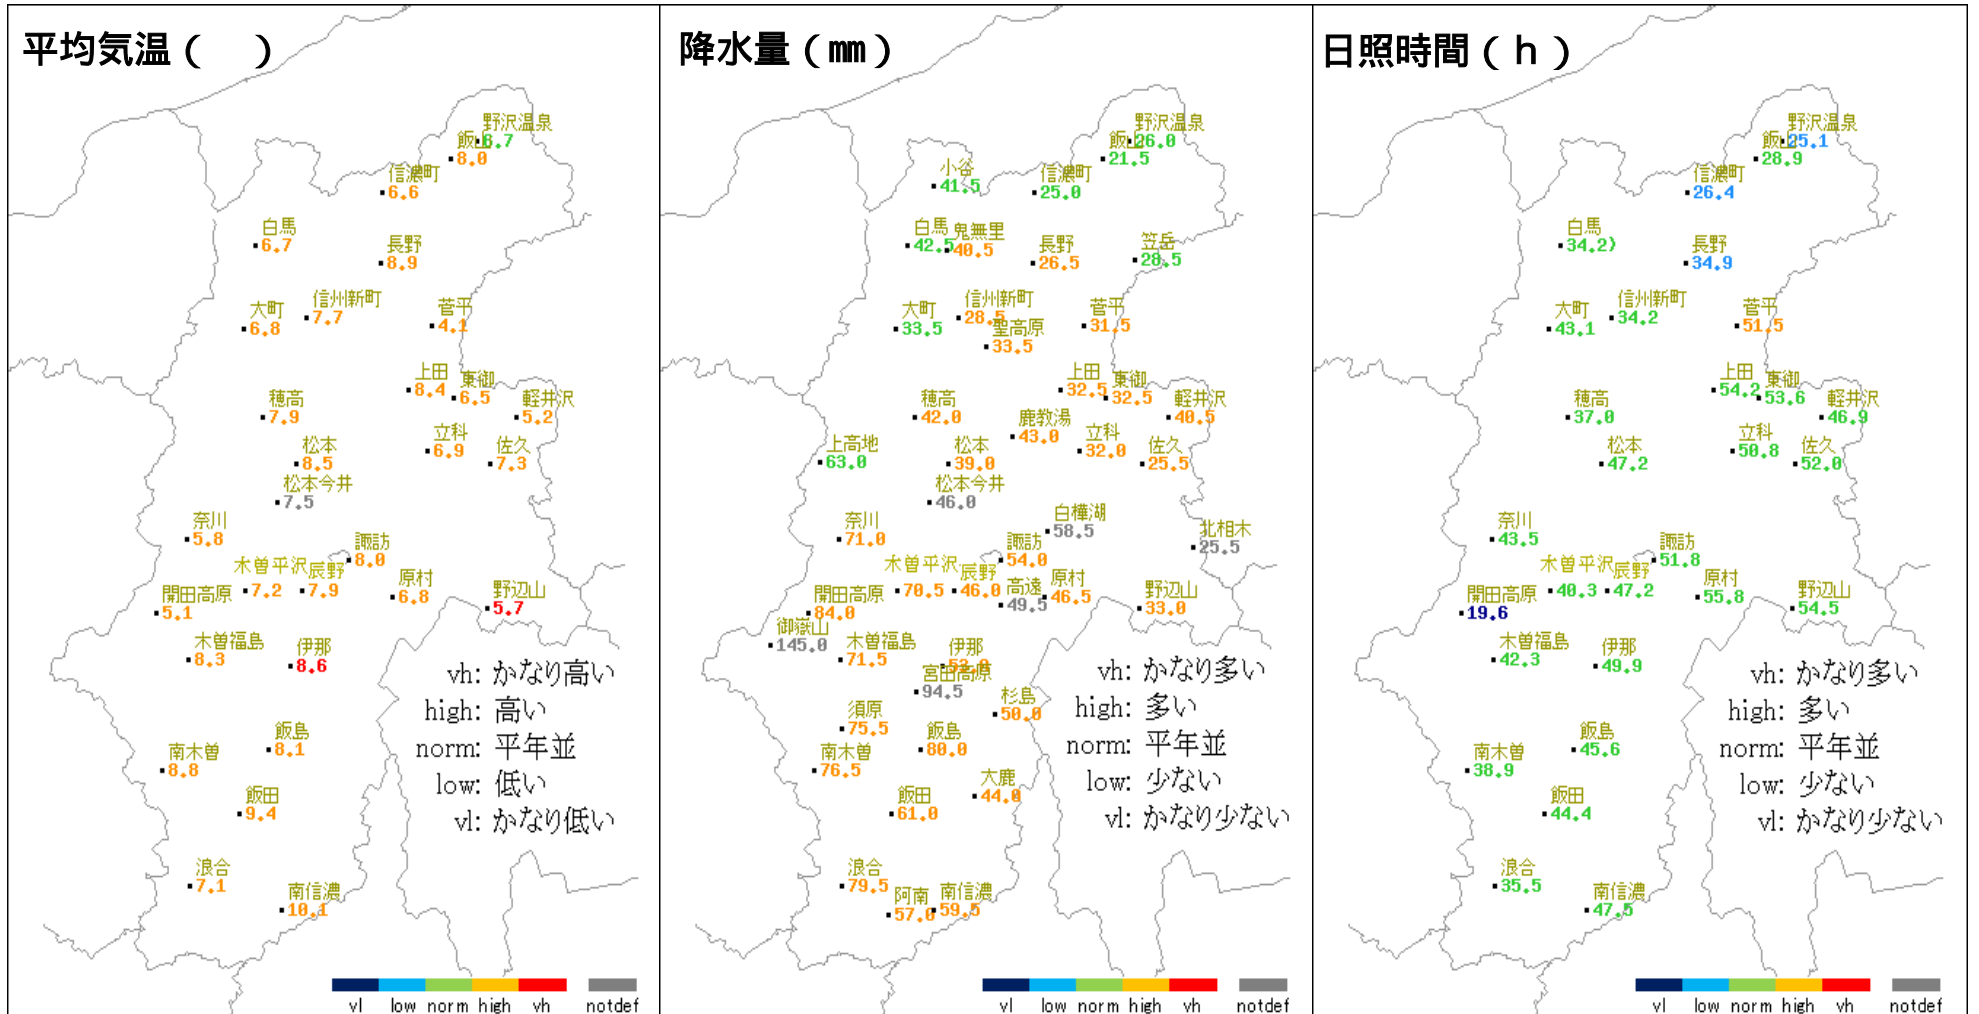 平均気温（　）
野沢温泉
6.7
飯山
8.0
信濃町
6.6
白馬
6.7
長野
8.9
大町
6.8
信州新町
7.7
菅平
4.1
上田
8.4
東御
6.5
軽井沢
5.2
穂高
7.9
立科
6.9
佐久
7.3
松本
8.5
松本今井
7.5
奈川
5.8
諏訪
8.0
木曽平沢
7.2
辰野
7.9
原村
6.8
野辺山
5.7
開田高原
5.1
木曽福島
8.3
伊那
8.6
飯島
8.1
南木曽
8.8
飯田
9.4
浪合
7.1
南信濃
10.1
vh: かなり高い
high: 高い
norm: 平年並
low: 低い
vl: かなり低い
vl low norm high vh notdef
降水量（㎜）
野沢温泉
26.0
飯山
21.5
小谷
41.5
信濃町
25.0
白馬
42.5
鬼無里
40.5
長野
26.5
笠岳
28.5
大町
33.5
信州新町
28.5
聖高原
33.5
菅平
31.5
上田
32.5
東御
32.5
軽井沢
40.5
穂高
42.0
鹿教湯
43.0
立科
32.0
佐久
25.5
上高地
63.0
松本
39.0
松本今井
46.0
奈川
71.0
白樺湖
58.5
北相木
25.5
諏訪
54.0
木曽平沢
70.5
辰野
46.0
高遠
49.5
原村
46.5
野辺山
33.0
開田高原
84.0
御嶽山
145.0
木曽福島
71.5
伊那
宮田高原
94.5
杉島
50.0
須原
75.5
飯島
80.0
南木曽
76.5
大鹿
44.0
飯田
61.0
浪合
79.5
阿南
57.0
南信濃
59.5
vh: かなり多い
high: 多い
norm: 平年並
low: 少ない
vl: かなり少ない
vl low norm high vh notdef
日照時間（ｈ）
野沢温泉
25.1
飯山
28.9
信濃町
26.4
白馬
34.2)
長野
34.9
大町
43.1
信州新町
34.2
菅平
51.5
上田
54.2
東御
53.6
軽井沢
46.9
穂高
37.0
立科
50.8
佐久
52.0
松本
47.2
奈川
43.5
諏訪
51.8
木曽平沢
40.3
辰野
47.2
原村
55.8
野辺山
54.5
開田高原
19.6
木曽福島
42.3
伊那
49.9
飯島
45.6
南木曽
38.9
飯田
44.4
浪合
35.5
南信濃
47.5
vh: かなり多い
high: 多い
norm: 平年並
low: 少ない
vl: かなり少ない
vl low norm high vh notdef